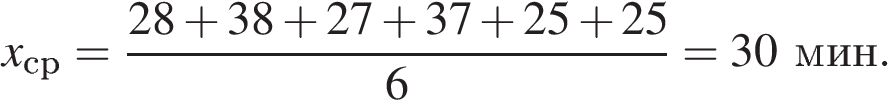 x_ср = (28 + 38 + 27 + 37 + 25 + 25) / 6 = 30 мин.